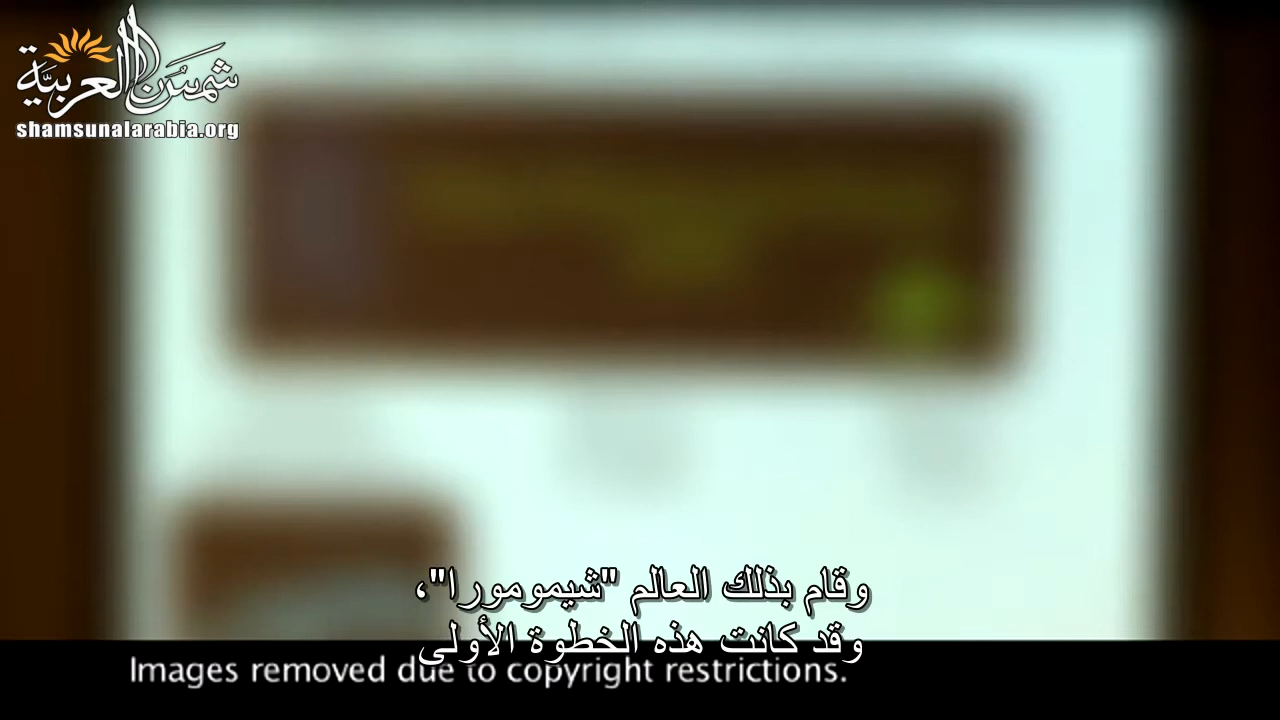 شمس العربية
shamsunalarabia.org
وقام بذلك العالم "شيمومورا"،
وقد كانت هذه الخطوة الأولى
Images removed due to copyright restrictions.